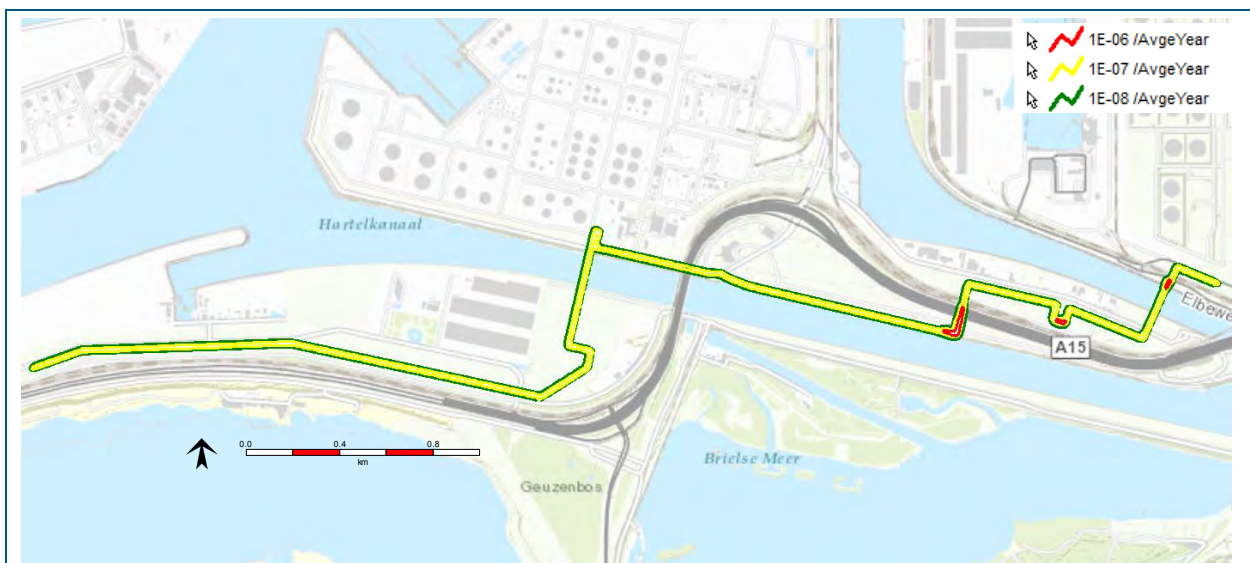 1E-06 /AvgeYear
1E-07 /AvgeYear
1E-08 /AvgeYear
Hartelkanaal
Elbewe
A15
0.0 0.4 0.8
km
Brielse Meer
Geuzenbos